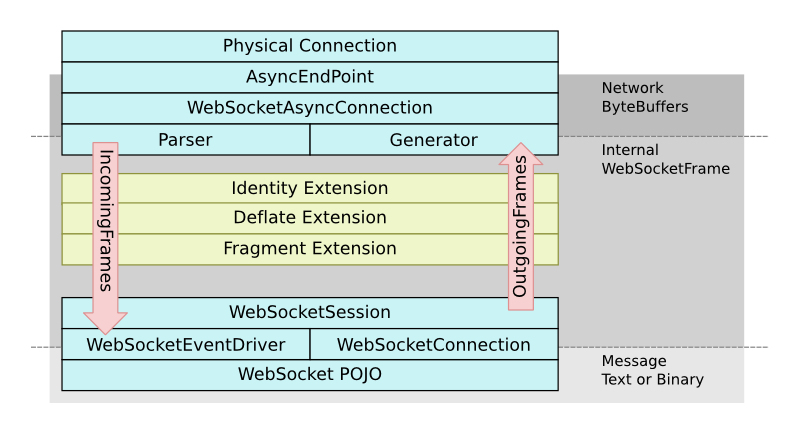 Physical Connection
AsyncEndPoint
WebSocketAsyncConnection
Network
ByteBuffers
Parser
Generator
Internal
WebSocketFrame
IncomingFrames
OutgoingFrames
Identity Extension
Deflate Extension
Fragment Extension
WebSocketSession
WebSocketEventDriver
WebSocketConnection
WebSocket POJO
Message
Text or Binary